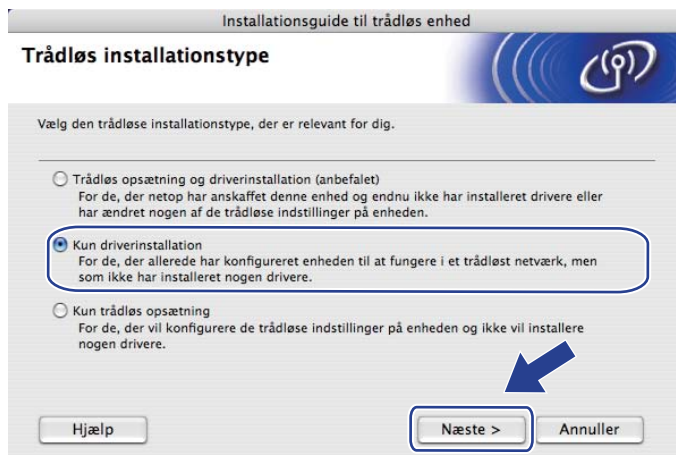 Installationsguide til trådløs enhed
Trådløs installationstype
Vælg den trådløse installationstype, der er relevant for dig.
Trådløs opsætning og driverinstallation (anbefalet)
For de, der netop har anskaffet denne enhed og endnu ikke har installeret drivere eller
har ændret nogen af de trådløse indstillinger på enheden.
Kun driverinstallation
For de, der allerede har konfigureret enheden til at fungere i et trådløst netværk, men
som ikke har installeret nogen drivere.
Kun trådløs opsætning
For de, der vil konfigurere de trådløse indstillinger på enheden og ikke vil installere
nogen drivere.
Hjælp Næste > Annuller